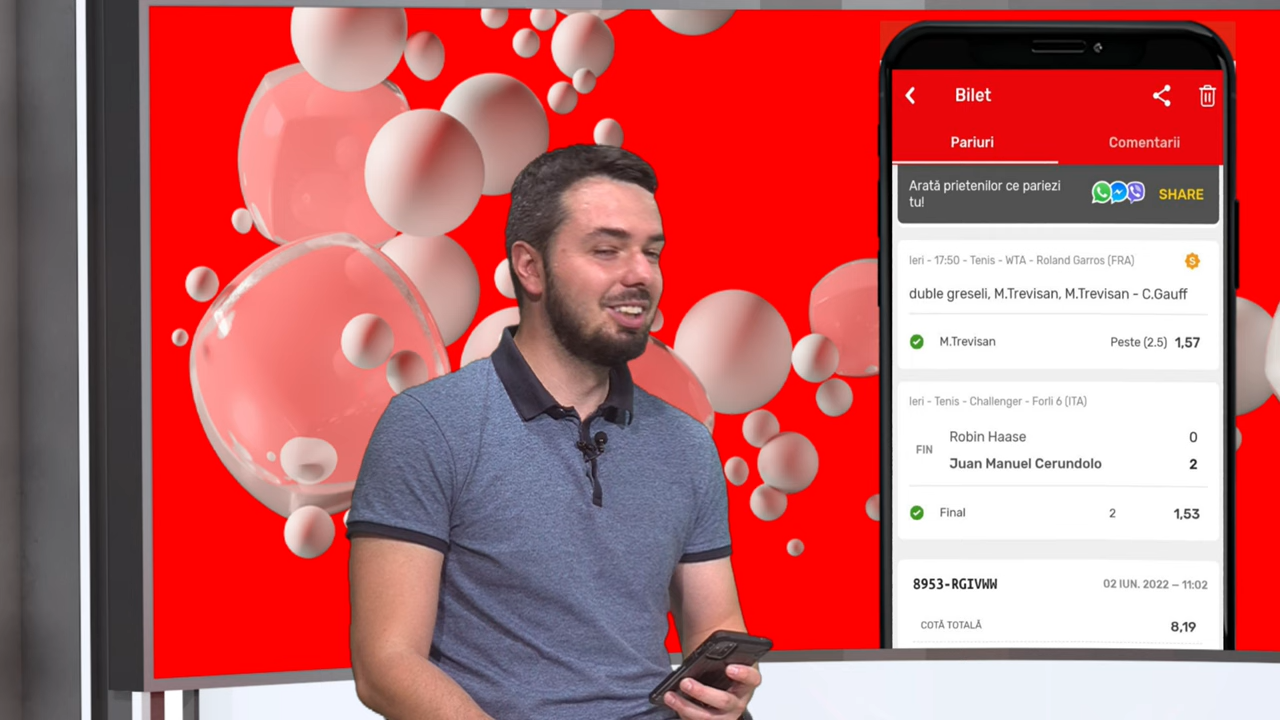 Bilet
Pariuri Comentarii
Arată prietenilor ce pariezi
tu!
SHARE
Ieri - 17:50 - Tenis - WTA - Roland Garros (FRA)
S
duble greseli, M.Trevisan, M.Trevisan - C.Gauff
M.Trevisan Peste (2.5) 1,57
Ieri - Tenis - Challenger - Forli 6 (ITA)
Robin Haase 0
FIN
Juan Manuel Cerundolo 2
Final 2 1,53
8953-RGIVWW 02 IUN. 2022 – 11:02
COTĂ TOTALĂ 8,19